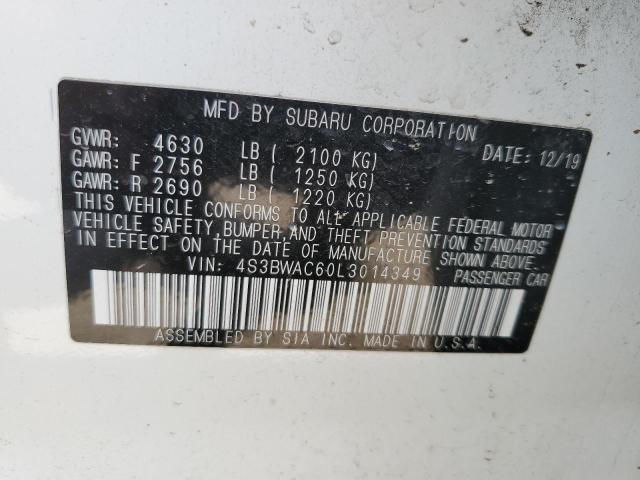 MFD BY SUBARU CORPORATION
GVWR: 4630 LB ( 2100 KG) DATE: 12/19
GAWR: F 2756 LB ( 1250 KG)
GAWR: R 2690 LB ( 1220 KG)
THIS VEHICLE CONFORMS TO ALL APPLICABLE FEDERAL MOTOR
VEHICLE SAFETY, BUMPER, AND THEFT PREVENTION STANDARDS
IN EFFECT ON THE DATE OF MANUFACTURE SHOWN ABOVE.
VIN: 4S3BWAC60L3014349 PASSENGER CAR
ASSEMBLED BY SIA INC. MADE IN U.S.A.